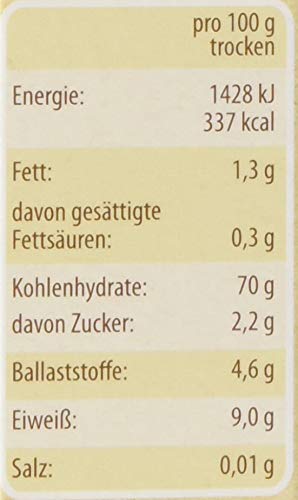 pro 100 g
trocken
Energie: 1428 kJ
337 kcal
Fett: 1,3 g
davon gesättigte
Fettsäuren: 0,3 g
Kohlenhydrate: 70 g
davon Zucker: 2,2 g
Ballaststoffe: 4,6 g
Eiweiß: 9,0 g
Salz: 0,01 g